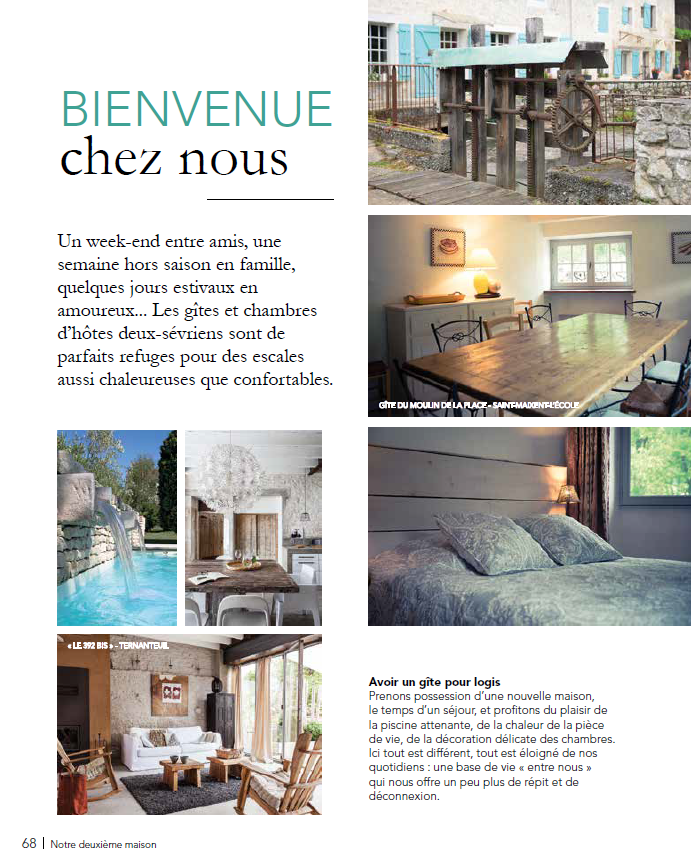 BIENVENUE
chez nous
Un week-end entre amis, une
semaine hors saison en famille,
quelques jours estivaux en
amoureux... Les gîtes et chambres
d’hôtes deux-sévriens sont de
parfaits refuges pour des escales
aussi chaleureuses que confortables.
GÎTE DU MOULIN DE LA PLACE - SAINT-MAIXENT-L’ÉCOLE
« LE 392 BIS » - TERNANTEUIL
Avoir un gîte pour logis
Prenons possession d’une nouvelle maison,
le temps d’un séjour, et profitons du plaisir de
la piscine attenante, de la chaleur de la pièce
de vie, de la décoration délicate des chambres.
Ici tout est différent, tout est éloigné de nos
quotidiens : une base de vie « entre nous »
qui nous offre un peu plus de répit et de
déconnexion.
68 | Notre deuxième maison